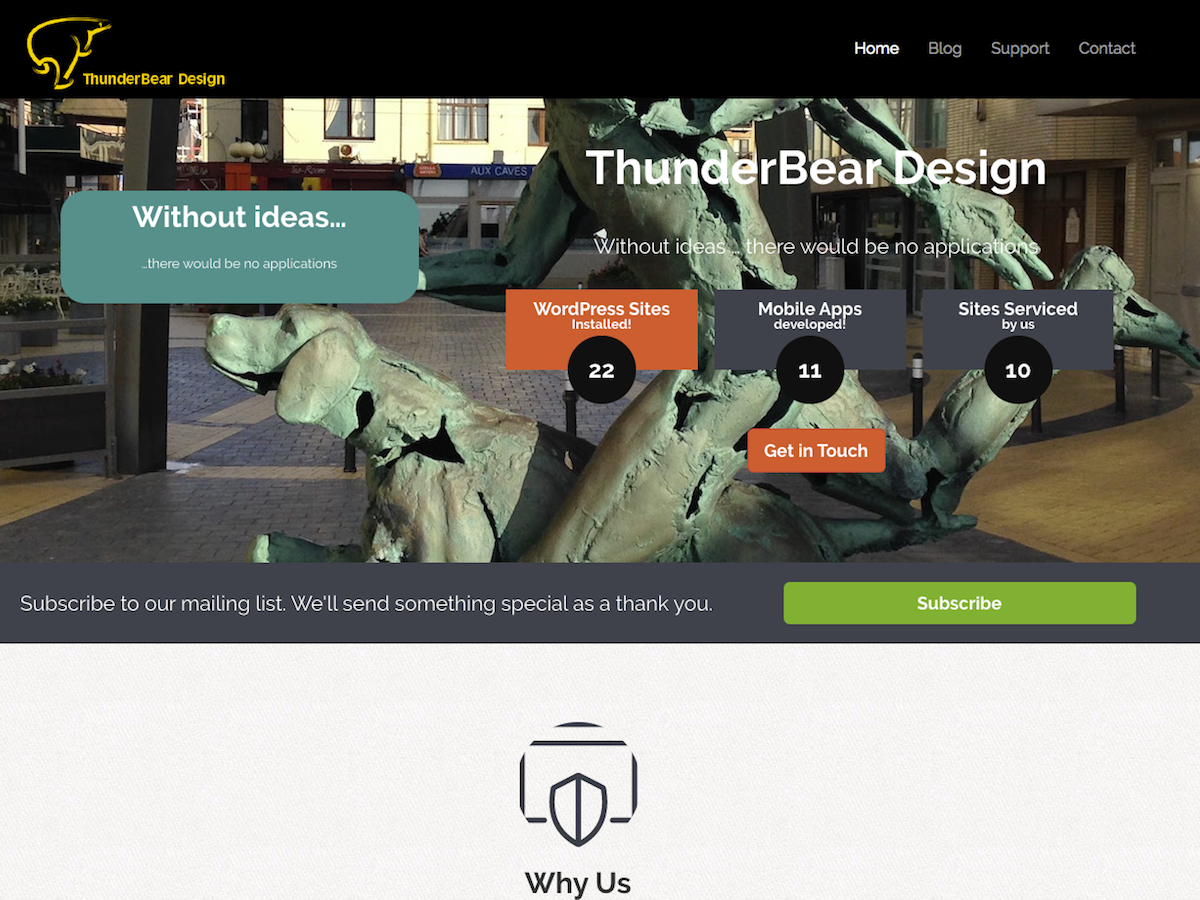 ThunderBear Design
Home
Blog
Support
Contact
AUX CAVES
ThunderBear Design
Without ideas...
...there would be no applications
Without ideas ... there would be no applications
WordPress Sites
Installed!
22
Mobile Apps
developed!
11
Sites Serviced
by us
10
Get in Touch
Subscribe to our mailing list. We'll send something special as a thank you.
Subscribe
Why Us